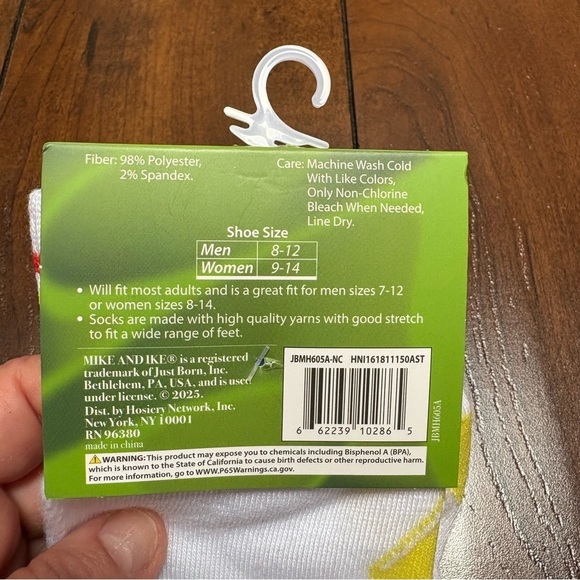 Fiber: 98% Polyester,
2% Spandex.
Care: Machine Wash Cold
With Like Colors,
Only Non-Chlorine
Bleach When Needed,
Line Dry.
Shoe Size
Men 8-12
Women 9-14
• Will fit most adults and is a great fit for men sizes 7-12
or women sizes 8-14.
• Socks are made with high quality yarns with good stretch
to fit a wide range of feet.
MIKE AND IKE® is a registered
trademark of Just Born, Inc.
Bethlehem, PA, USA, and is used
under license. © 2025.
Dist. by Hosiery Network, Inc.
New York, NY 10001
RN 96380
made in china
JBMH605A-NC HNI161811150AST
6 62239 10286 5
JBMH605A
WARNING: This product may expose you to chemicals including Bisphenol A (BPA),
which is known to the State of California to cause birth defects or other reproductive harm.
For more information, go to WWW.P65Warnings.ca.gov.